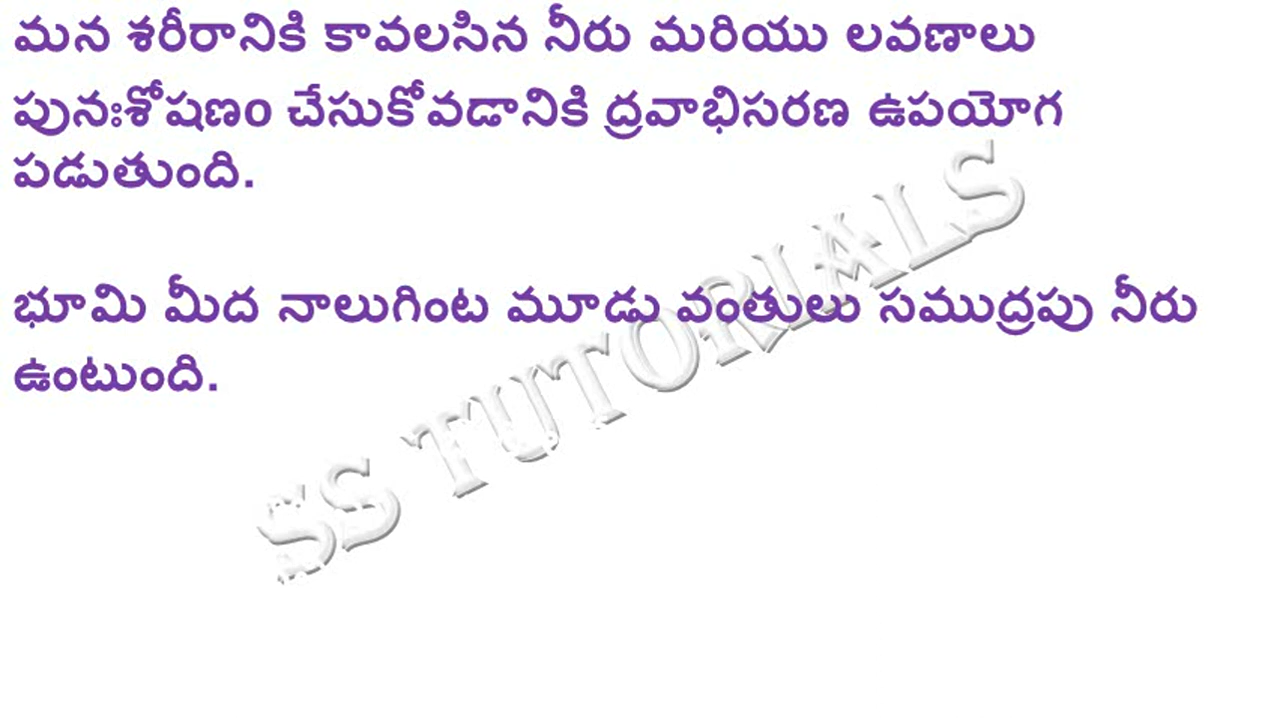 మన శరీరానికి కావలసిన నీరు మరియు లవణాలు
పునఃశోషణం చేసుకోవడానికి ద్రవాభిసరణ ఉపయోగ
పడుతుంది.
భూమి మీద నాలుగింట మూడు వంతులు సముద్రపు నీరు
ఉంటుంది.
SS TUTORIALS